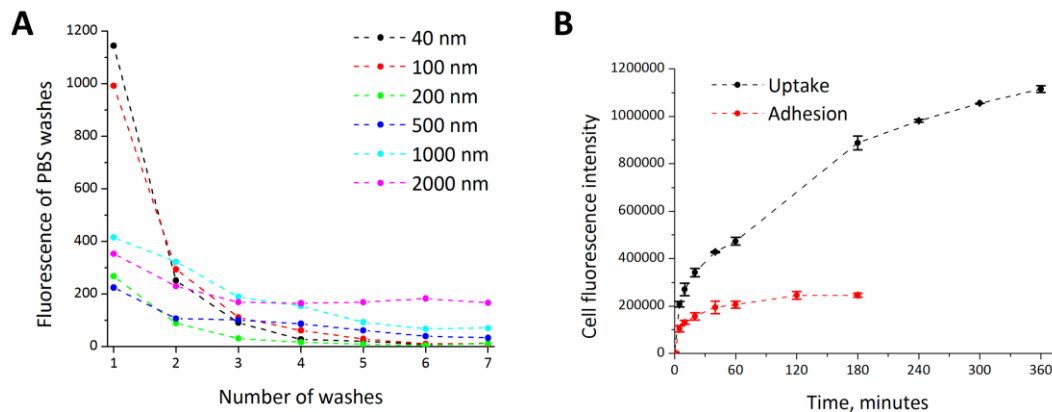 A
Fluorescence of PBS washes
1200
1000
800
600
400
200
0
40 nm
100 nm
200 nm
500 nm
1000 nm
2000 nm
1 2 3 4 5 6 7
Number of washes
B
Cell fluorescence intensity
1200000
1000000
800000
600000
400000
200000
0
Uptake
Adhesion
0 60 120 180 240 300 360
Time, minutes